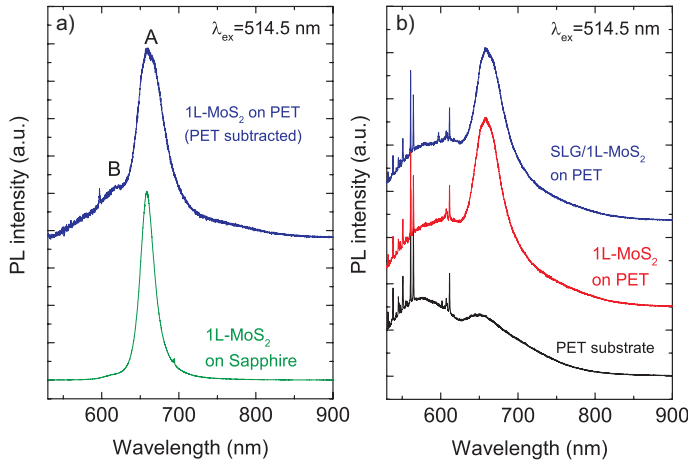 a)
A
λex=514.5 nm
1L-MoS2 on PET
(PET subtracted)
B
1L-MoS2
on Sapphire
PL intensity (a.u.)
600 700 800 900
Wavelength (nm)
b)
λex=514.5 nm
SLG/1L-MoS2
on PET
1L-MoS2
on PET
PET substrate
PL intensity (a.u.)
600 700 800 900
Wavelength (nm)